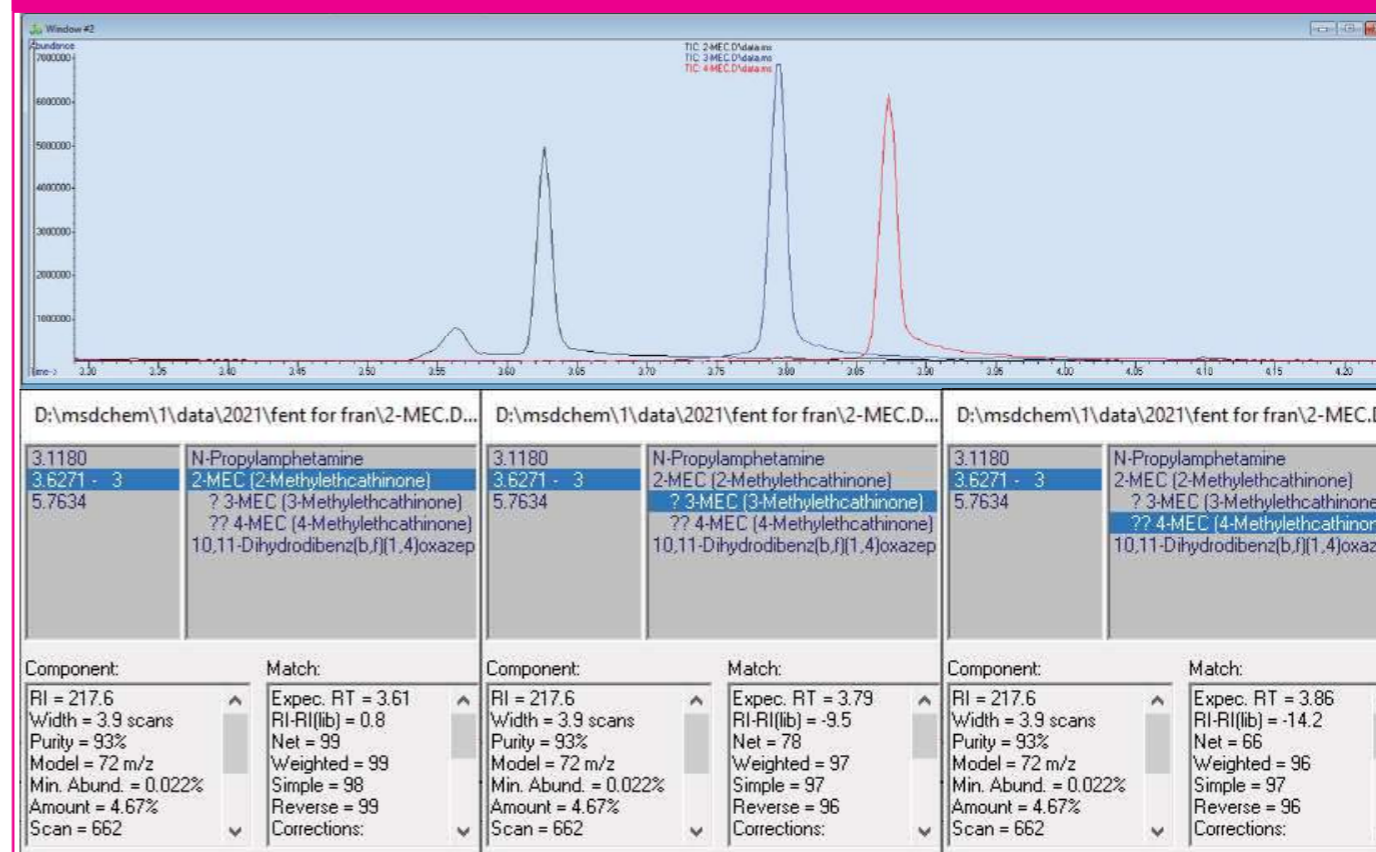 Window #2
Abundance
TIC: 2-MEC.D\data.ms
TIC: 3-MEC.D\data.ms
TIC: 4-MEC.D\data.ms
7000000
6000000
5000000
4000000
3000000
2000000
1000000
Time->
3.30 3.35 3.40 3.45 3.50 3.55 3.60 3.65 3.70 3.75 3.80 3.85 3.90 3.95 4.00 4.05 4.10 4.15 4.20
D:\msdchem\1\data\2021\fent for fran\2-MEC.D...
3.1180 N-Propylamphetamine
3.6271 - 3 2-MEC (2-Methylethcathinone)
5.7634 ? 3-MEC (3-Methylethcathinone)
?? 4-MEC (4-Methylethcathinone)
10,11-Dihydrodibenz(b,f)(1,4)oxazep
Component:
RI = 217.6
Width = 3.9 scans
Purity = 93%
Model = 72 m/z
Min. Abund. = 0.022%
Amount = 4.67%
Scan = 662
Match:
Expec. RT = 3.61
RI-RI(lib) = 0.8
Net = 99
Weighted = 99
Simple = 98
Reverse = 99
Corrections:
D:\msdchem\1\data\2021\fent for fran\2-MEC.D...
3.1180 N-Propylamphetamine
3.6271 - 3 2-MEC (2-Methylethcathinone)
5.7634 ? 3-MEC (3-Methylethcathinone)
?? 4-MEC (4-Methylethcathinone)
10,11-Dihydrodibenz(b,f)(1,4)oxazep
Component:
RI = 217.6
Width = 3.9 scans
Purity = 93%
Model = 72 m/z
Min. Abund. = 0.022%
Amount = 4.67%
Scan = 662
Match:
Expec. RT = 3.79
RI-RI(lib) = -9.5
Net = 78
Weighted = 97
Simple = 97
Reverse = 96
Corrections:
D:\msdchem\1\data\2021\fent for fran\2-MEC.D
3.1180 N-Propylamphetamine
3.6271 - 3 2-MEC (2-Methylethcathinone)
5.7634 ? 3-MEC (3-Methylethcathinone
?? 4-MEC (4-Methylethcathinon
10,11-Dihydrodibenz(b,f)(1,4)oxaz
Component:
RI = 217.6
Width = 3.9 scans
Purity = 93%
Model = 72 m/z
Min. Abund. = 0.022%
Amount = 4.67%
Scan = 662
Match:
Expec. RT = 3.86
RI-RI(lib) = -14.2
Net = 66
Weighted = 96
Simple = 97
Reverse = 96
Corrections: